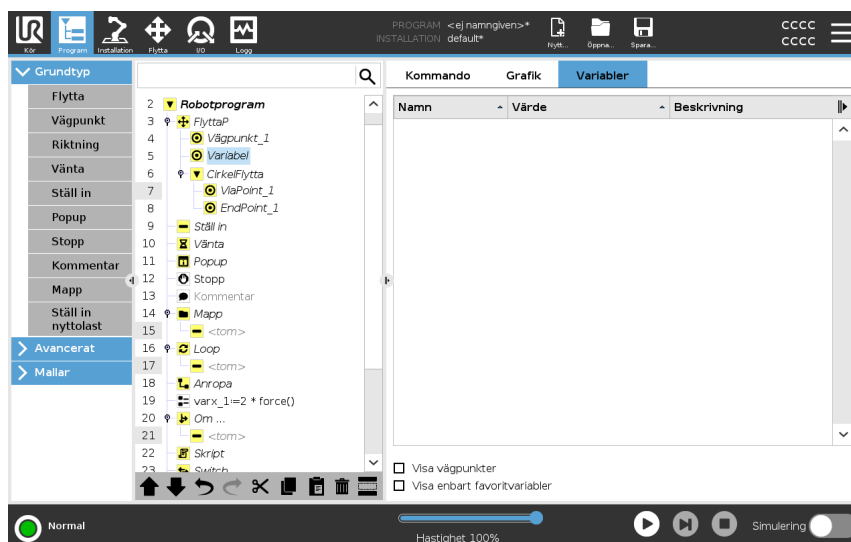 UR
PROGRAM <ej namngiven>*
INSTALLATION default*
CCCC
CCCC
Kör Program Installation Flytta I/O Logg Nytt... Öppna... Spara...
Grundtyp
Flytta
Vägpunkt
Riktning
Vänta
Ställ in
Popup
Stopp
Kommentar
Mapp
Ställ in
nyttolast
Avancerat
Mallar
2 Robotprogram
3 FlyttaP
4 Vägpunkt_1
5 Variabel
6 CirkelFlytta
7 ViaPoint_1
8 EndPoint_1
9 Ställ in
10 Vänta
11 Popup
12 Stopp
13 Kommentar
14 Mapp
15 <tom>
16 Loop
17 <tom>
18 Anropa
19 varx_1:=2 * force()
20 Om ...
21 <tom>
22 Skript
23 Switch
Kommando Grafik Variabler
Namn Värde Beskrivning
Visa vägpunkter
Visa enbart favoritvariabler
Normal
Hastighet 100%
Simulering